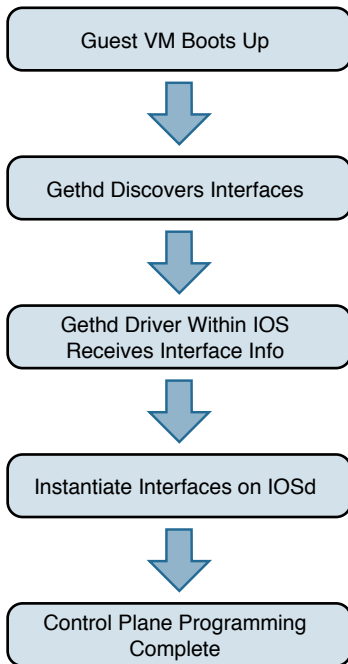 Guest VM Boots Up
Gethd Discovers Interfaces
Gethd Driver Within IOS
Receives Interface Info
Instantiate Interfaces on IOSd
Control Plane Programming
Complete